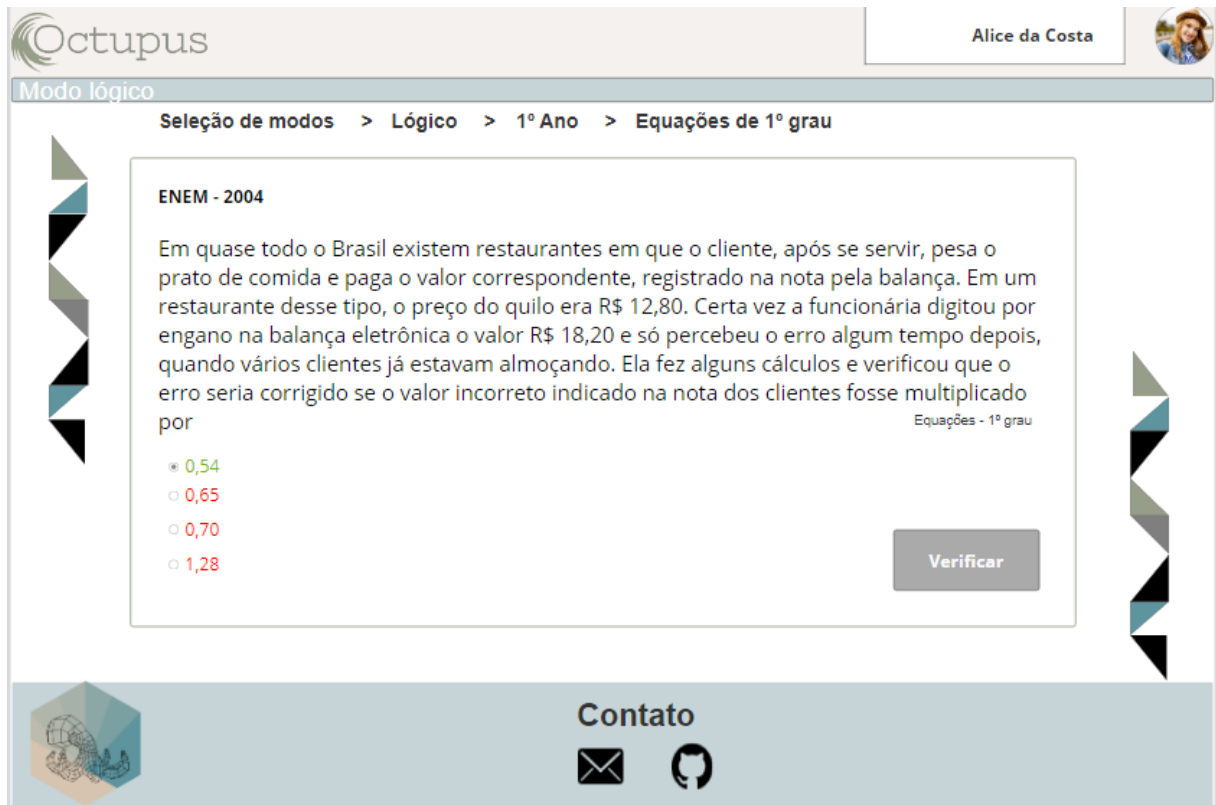 Octupus
Alice da Costa
Modo lógico
Seleção de modos > Lógico > 1º Ano > Equações de 1º grau
ENEM - 2004
Em quase todo o Brasil existem restaurantes em que o cliente, após se servir, pesa o
prato de comida e paga o valor correspondente, registrado na nota pela balança. Em um
restaurante desse tipo, o preço do quilo era R$ 12,80. Certa vez a funcionária digitou por
engano na balança eletrônica o valor R$ 18,20 e só percebeu o erro algum tempo depois,
quando vários clientes já estavam almoçando. Ela fez alguns cálculos e verificou que o
erro seria corrigido se o valor incorreto indicado na nota dos clientes fosse multiplicado
por
Equações - 1º grau
0,54
0,65
0,70
1,28
Verificar
Contato